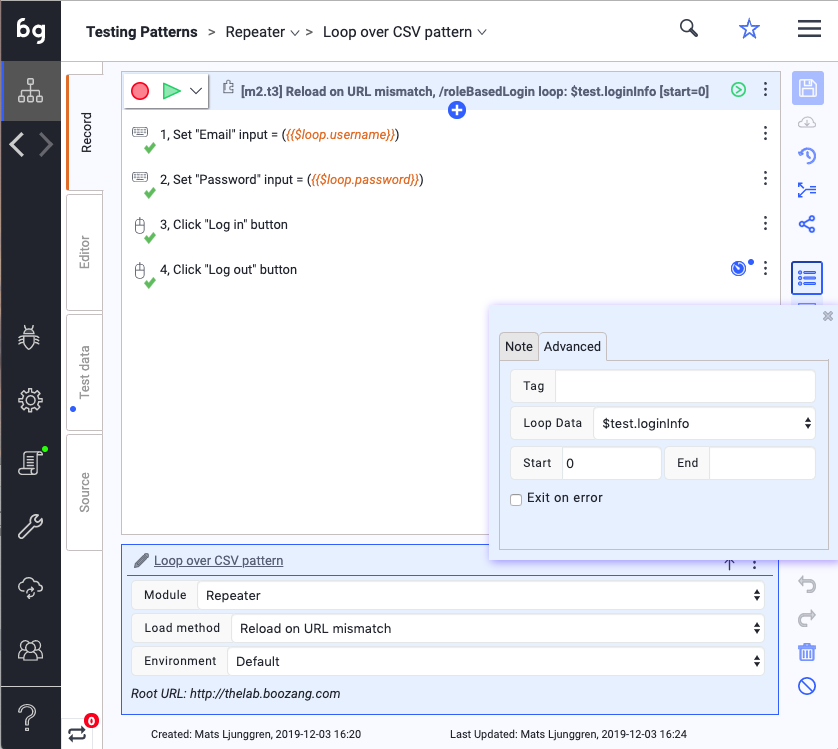 bg
Testing Patterns > Repeater > Loop over CSV pattern
Record
Editor
Test data
Source
[m2.t3] Reload on URL mismatch, /roleBasedLogin loop: $test.loginInfo [start=0]
1, Set "Email" input = ({{$loop.username}})
2, Set "Password" input = ({{$loop.password}})
3, Click "Log in" button
4, Click "Log out" button
Note Advanced
Tag
Loop Data $test.loginInfo
Start 0 End
Exit on error
Loop over CSV pattern
Module Repeater
Load method Reload on URL mismatch
Environment Default
Root URL: http://thelab.boozang.com
0
Created: Mats Ljunggren, 2019-12-03 16:20 Last Updated: Mats Ljunggren, 2019-12-03 16:24